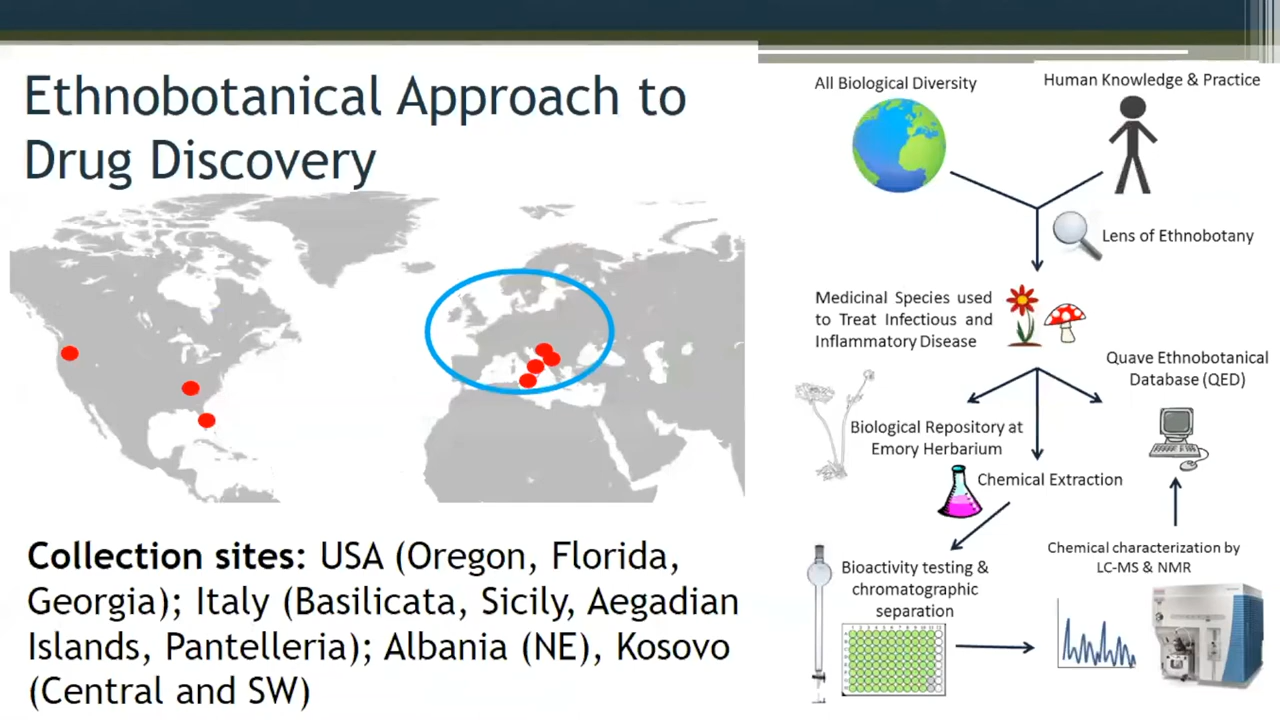 Ethnobotanical Approach to
Drug Discovery
Collection sites: USA (Oregon, Florida,
Georgia); Italy (Basilicata, Sicily, Aegadian
Islands, Pantelleria); Albania (NE), Kosovo
(Central and SW)
All Biological Diversity
Human Knowledge & Practice
Lens of Ethnobotany
Medicinal Species used
to Treat Infectious and
Inflammatory Disease
Quave Ethnobotanical
Database (QED)
Biological Repository at
Emory Herbarium
Chemical Extraction
Bioactivity testing &
chromatographic
separation
Chemical characterization by
LC-MS & NMR